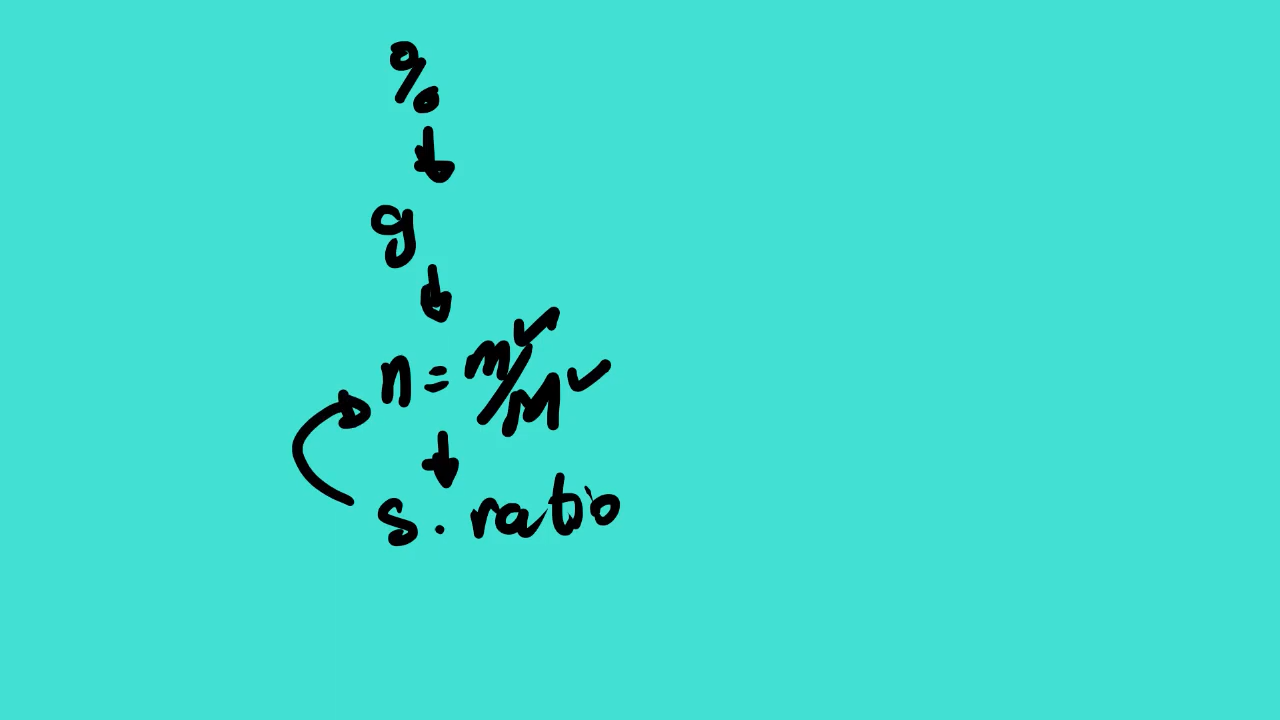 %
g
n = m/M
s. ratio